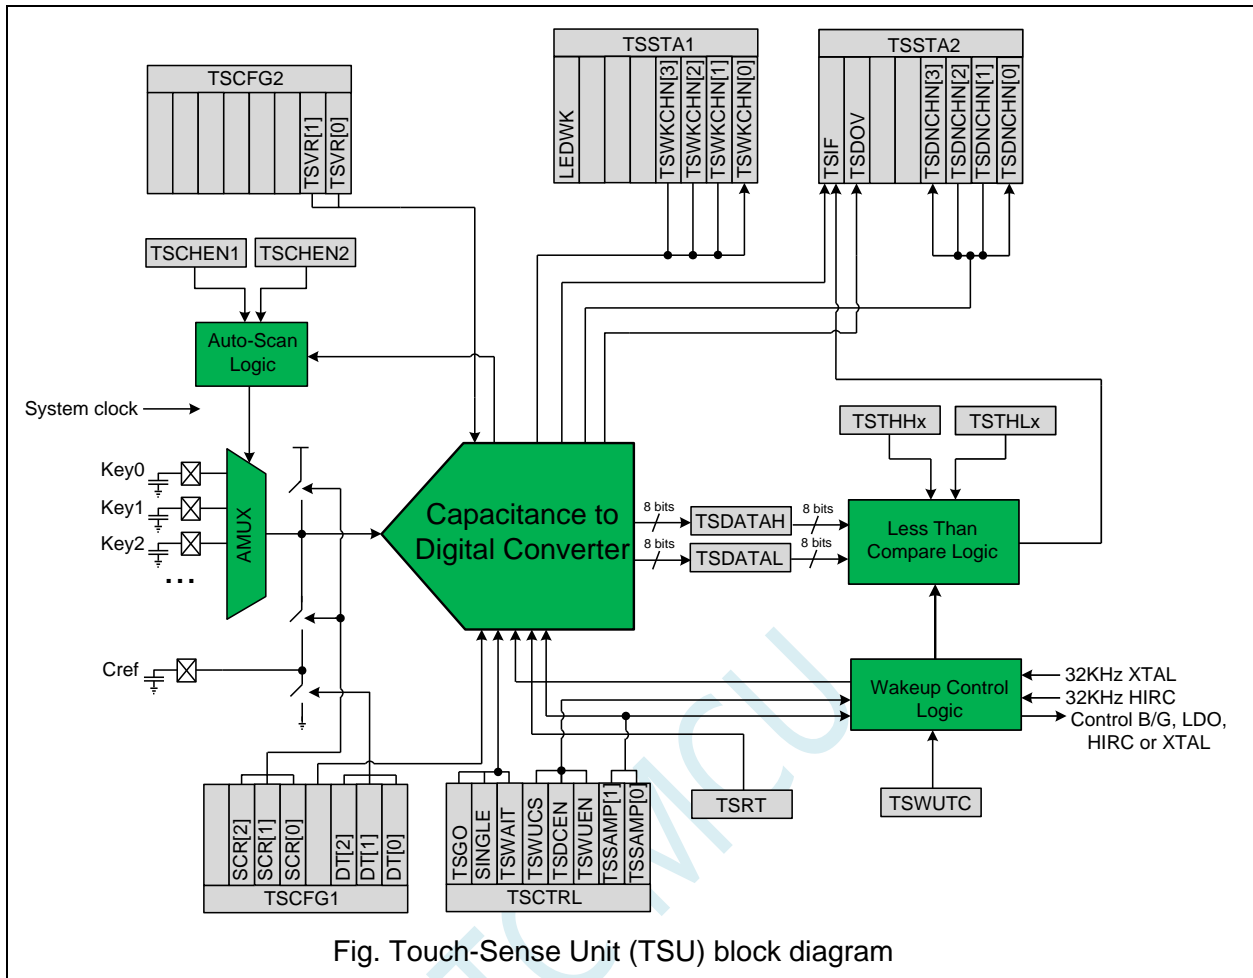 TSSTA1
TSSTA2
TSCFG2
LEDWK
TSWKCHN[3]
TSWKCHN[2]
TSWKCHN[1]
TSWKCHN[0]
TSIF
TSDOV
TSDNCHN[3]
TSDNCHN[2]
TSDNCHN[1]
TSDNCHN[0]
TSVR[1]
TSVR[0]
TSCHEN1
TSCHEN2
Auto-Scan
Logic
System clock
TSTHHx
TSTHLx
Key0
Key1
Key2
...
AMUX
Capacitance to
Digital Converter
8 bits
TSDATAH
8 bits
8 bits
TSDATAL
8 bits
Less Than
Compare Logic
Cref
Wakeup Control
Logic
32KHz XTAL
32KHz HIRC
Control B/G, LDO,
HIRC or XTAL
SCR[2]
SCR[1]
SCR[0]
DT[2]
DT[1]
DT[0]
TSCFG1
TSGO
SINGLE
TSWAIT
TSWUCS
TSDCEN
TSWUEN
TSSAMP[1]
TSSAMP[0]
TSCTRL
TSRT
TSWUTC
MCU
Fig. Touch-Sense Unit (TSU) block diagram